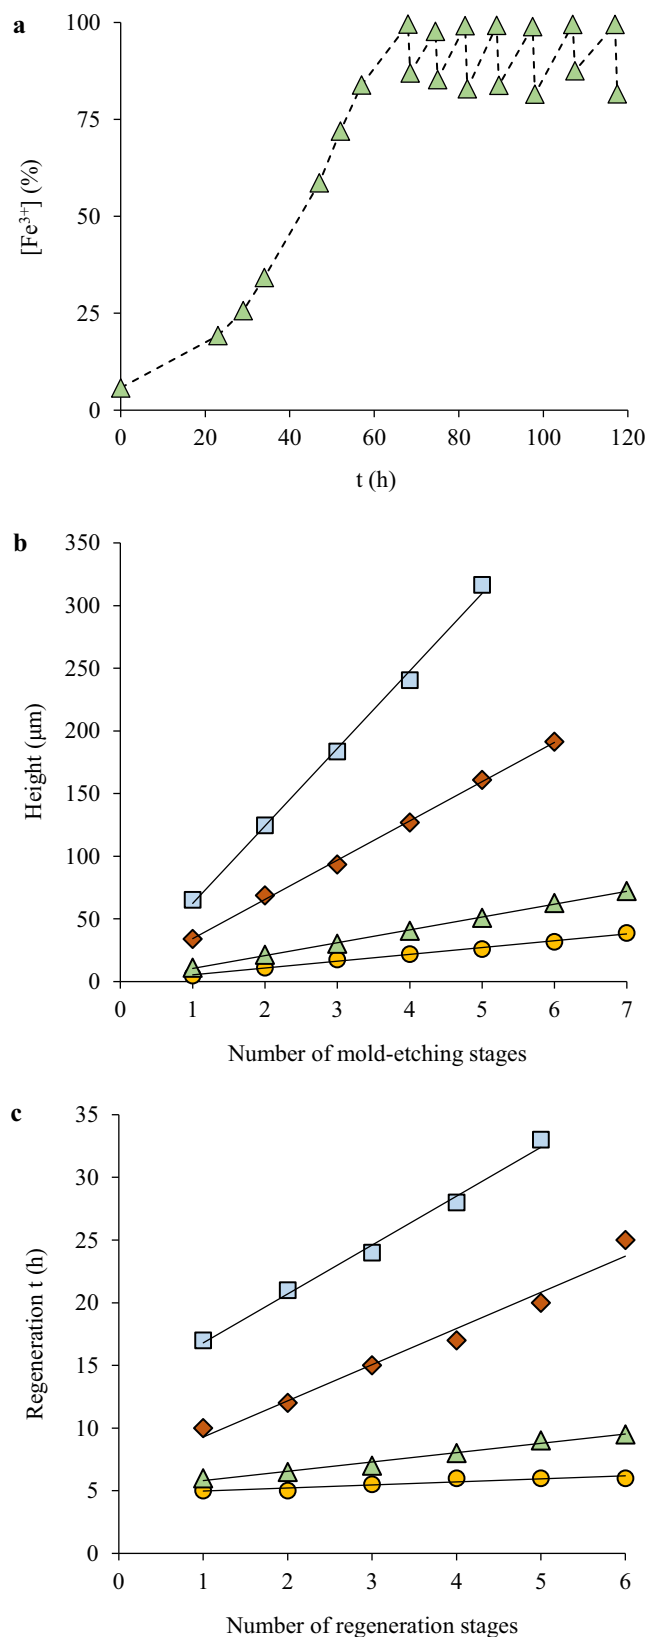 a
100
75
50
25
0
[Fe³⁺] (%)
0 20 40 60 80 100 120
t (h)
b
350
300
250
200
150
100
50
0
Height (μm)
0 1 2 3 4 5 6 7
Number of mold-etching stages
c
35
30
25
20
15
10
5
0
Regeneration t (h)
0 1 2 3 4 5 6
Number of regeneration stages